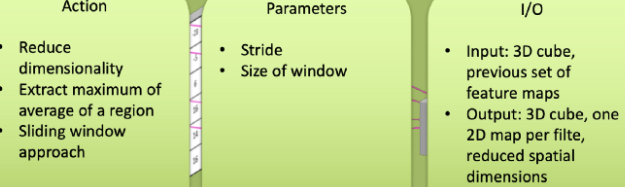 Action
• Reduce
dimensionality
• Extract maximum of
average of a region
• Sliding window
approach
Parameters
• Stride
• Size of window
I/O
• Input: 3D cube,
previous set of
feature maps
• Output: 3D cube, one
2D map per filte,
reduced spatial
dimensions